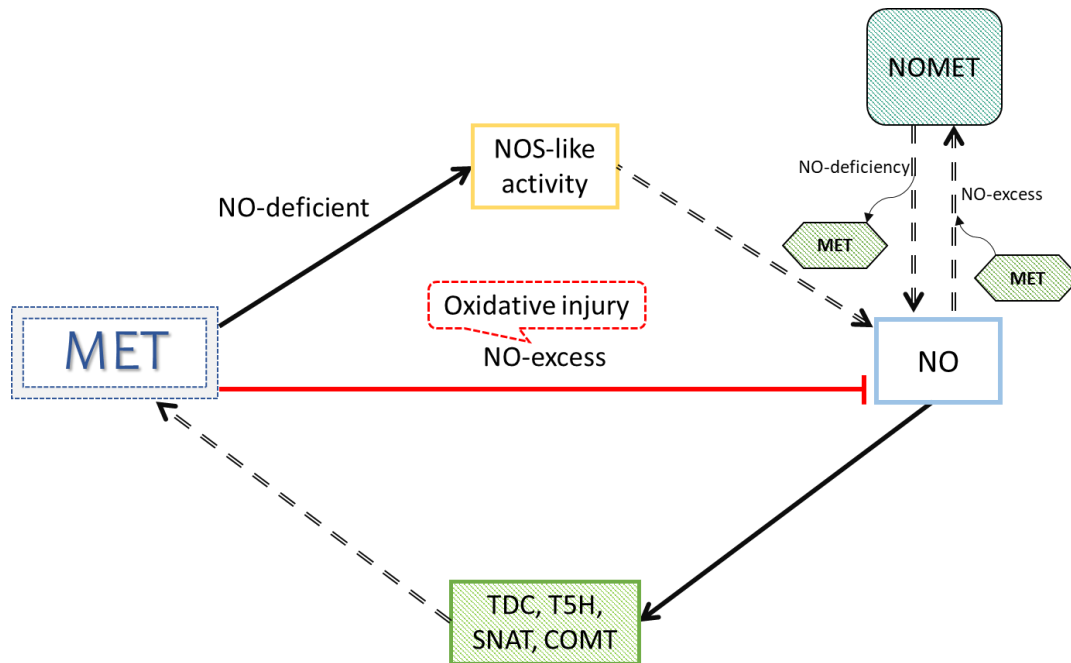 NOMET
NOS-like
activity
NO-deficiency
NO-excess
NO-deficient
MET
MET
Oxidative injury
MET
NO-excess
NO
TDC, T5H,
SNAT, COMT